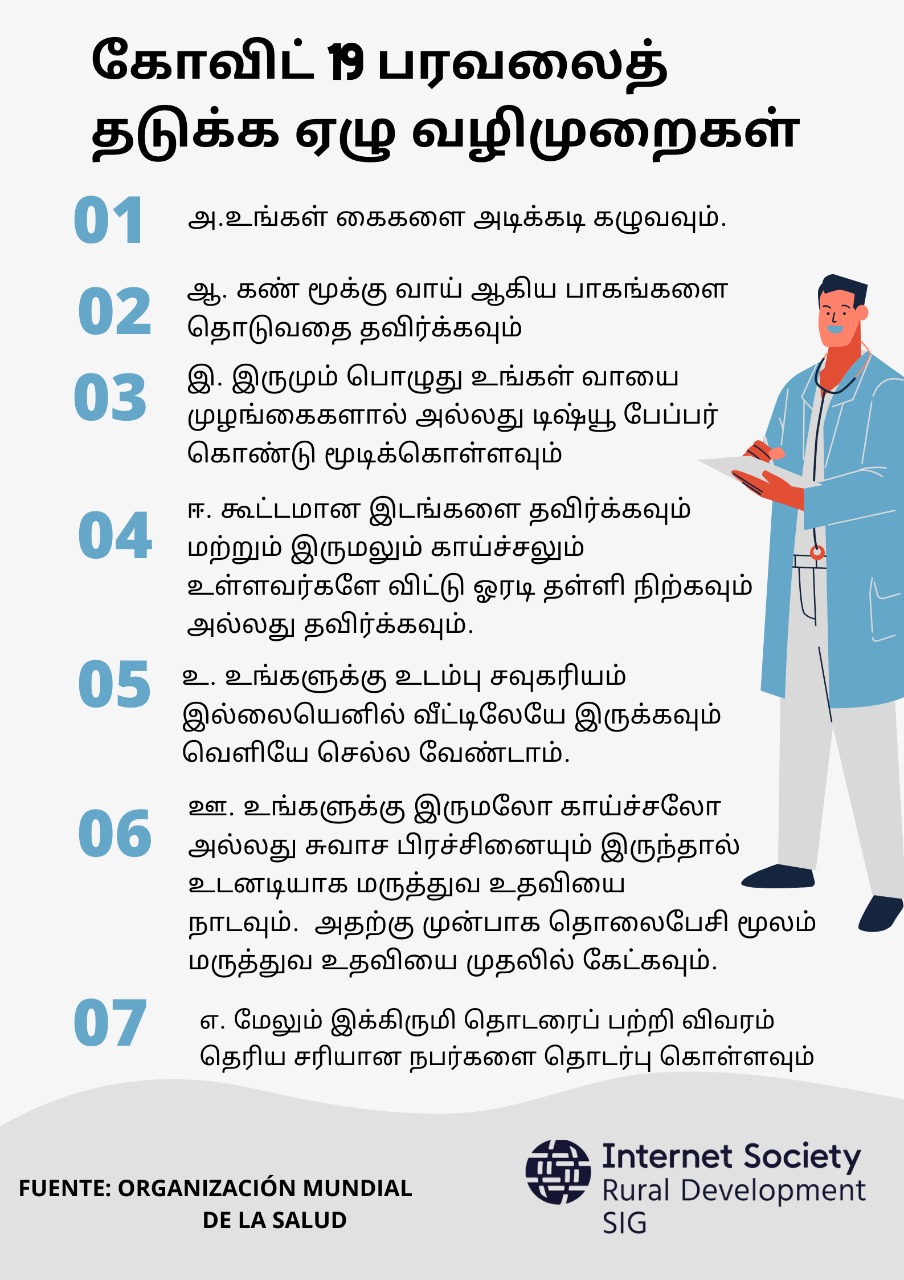 கோவிட் 19 பரவலைத்
தடுக்க ஏழு வழிமுறைகள்
01
அ.உங்கள் கைகளை அடிக்கடி கழுவவும்.
02
ஆ. கண் மூக்கு வாய் ஆகிய பாகங்களை
தொடுவதை தவிர்க்கவும்
03
இ. இருமும் பொழுது உங்கள் வாயை
முழங்கைகளால் அல்லது டிஷ்யூ பேப்பர்
கொண்டு மூடிக்கொள்ளவும்
04
ஈ. கூட்டமான இடங்களை தவிர்க்கவும்
மற்றும் இருமலும் காய்ச்சலும்
உள்ளவர்களே விட்டு ஓரடி தள்ளி நிற்கவும்
அல்லது தவிர்க்கவும்.
05
உ. உங்களுக்கு உடம்பு சவுகரியம்
இல்லையெனில் வீட்டிலேயே இருக்கவும்
வெளியே செல்ல வேண்டாம்.
06
ஊ. உங்களுக்கு இருமலோ காய்ச்சலோ
அல்லது சுவாச பிரச்சினையும் இருந்தால்
உடனடியாக மருத்துவ உதவியை
நாடவும்.  அதற்கு முன்பாக தொலைபேசி மூலம்
மருத்துவ உதவியை முதலில் கேட்கவும்.
07
எ. மேலும் இக்கிருமி தொடரைப் பற்றி விவரம்
தெரிய சரியான நபர்களை தொடர்பு கொள்ளவும்
FUENTE: ORGANIZACIÓN MUNDIAL
DE LA SALUD
Internet Society
Rural Development
SIG